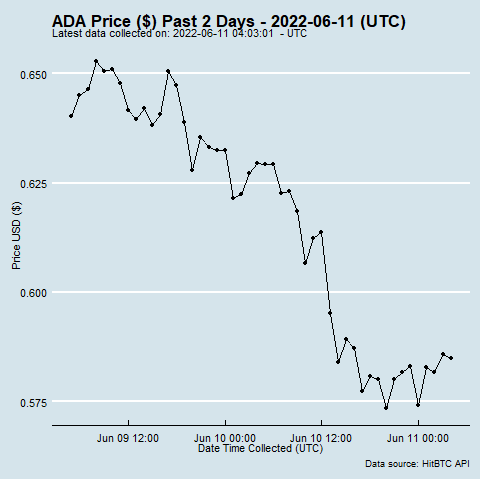 ADA Price ($) Past 2 Days - 2022-06-11 (UTC)
Latest data collected on: 2022-06-11 04:03:01 - UTC
0.650
0.625
0.600
0.575
Price USD ($)
Jun 09 12:00
Jun 10 00:00
Jun 10 12:00
Jun 11 00:00
Date Time Collected (UTC)
Data source: HitBTC API